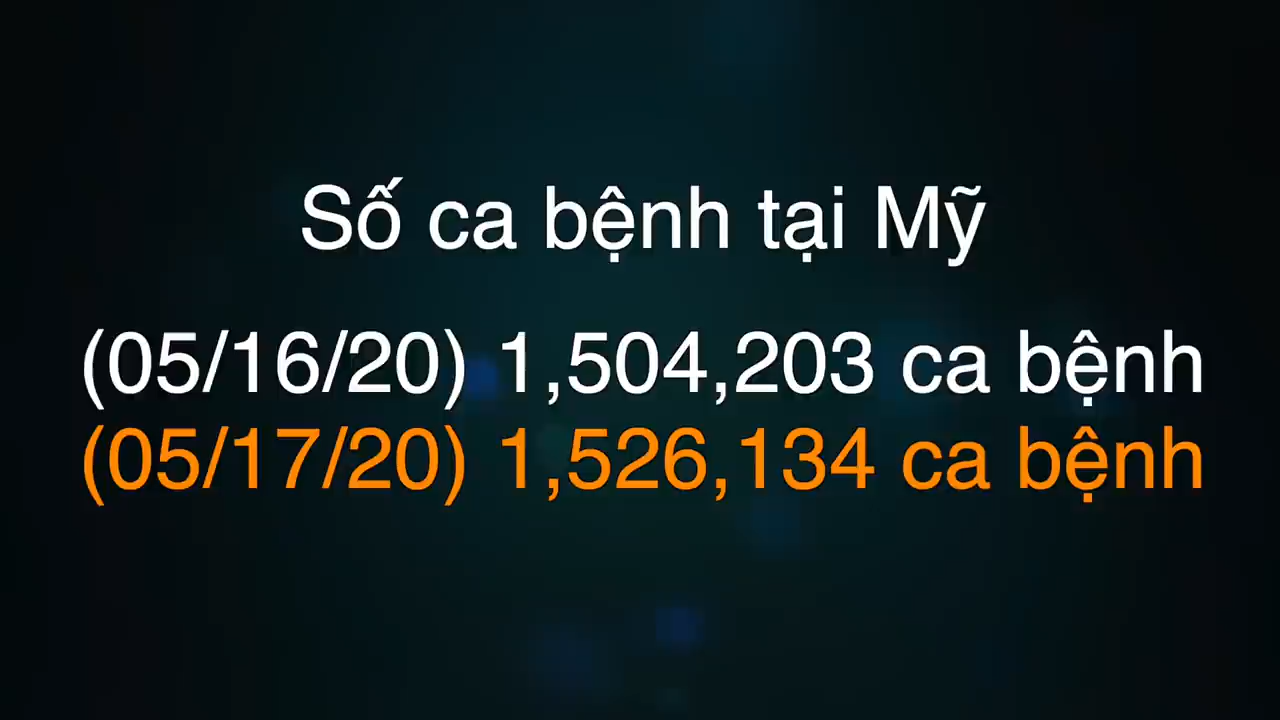 Số ca bệnh tại Mỹ
(05/16/20) 1,504,203 ca bệnh
(05/17/20) 1,526,134 ca bệnh